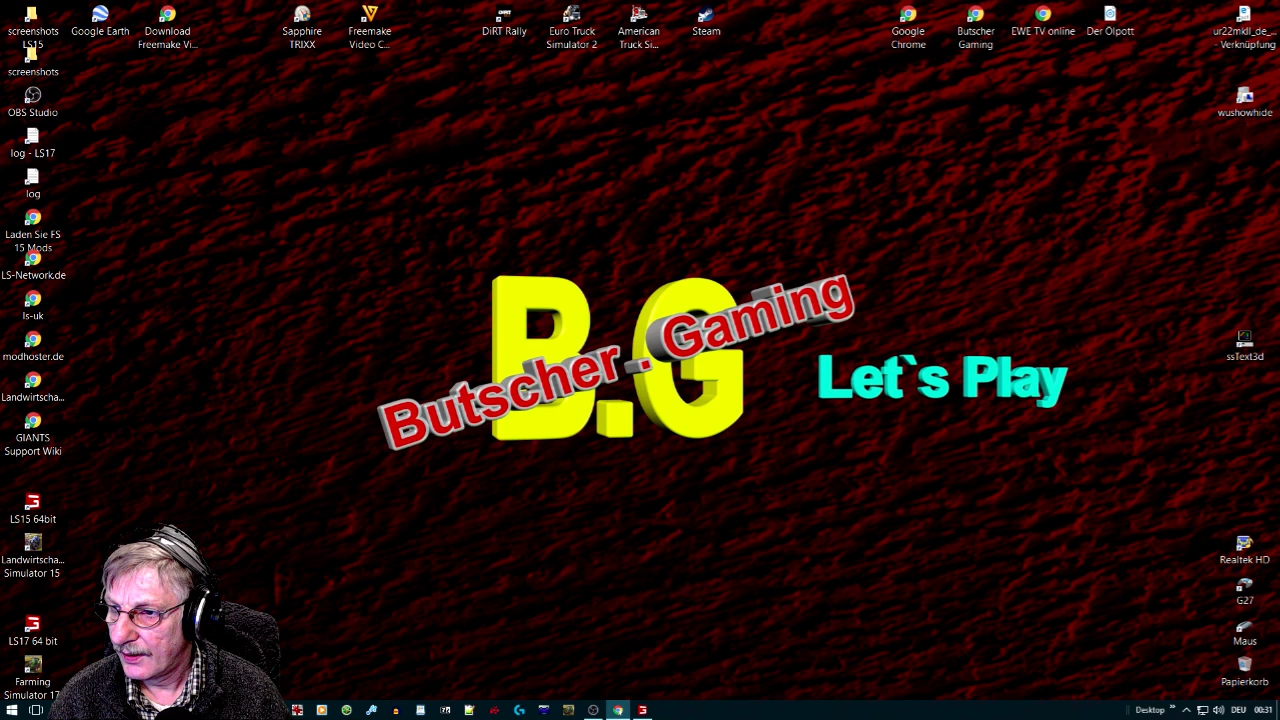 screenshots
LS15
Google Earth
Download
Freemake Vi...
Sapphire
TRIXX
Freemake
Video C...
DiRT Rally
Euro Truck
Simulator 2
American
Truck Si...
Steam
Google
Chrome
Butscher
Gaming
EWE TV online
Der Ölpott
ur22mkII_de_...
- Verknüpfung
screenshots
OBS Studio
wushowhide
log - LS17
log
Laden Sie FS
15 Mods
LS-Network.de
ls-uk
modhoster.de
Landwirtscha...
GIANTS
Support Wiki
B.G
Butscher . Gaming
Let`s Play
ssText3d
LS15 64bit
Landwirtscha...
Simulator 15
LS17 64 bit
Farming
Simulator 17
Realtek HD
G27
Maus
Papierkorb
Desktop
DEU
00:31